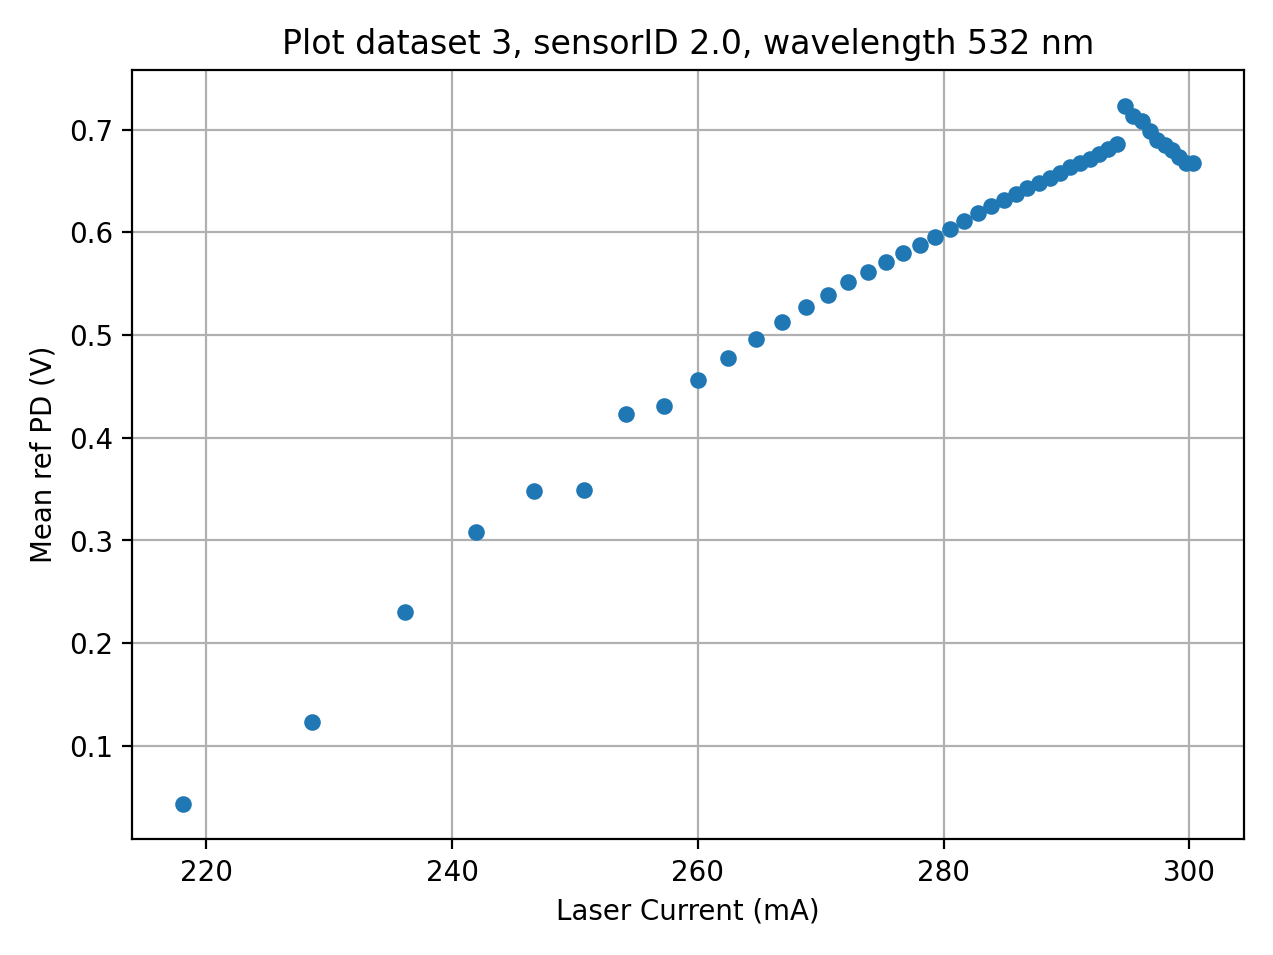 Plot dataset 3, sensorID 2.0, wavelength 532 nm
0.7
0.6
0.5
0.4
0.3
0.2
0.1
Mean ref PD (V)
220 240 260 280 300
Laser Current (mA)